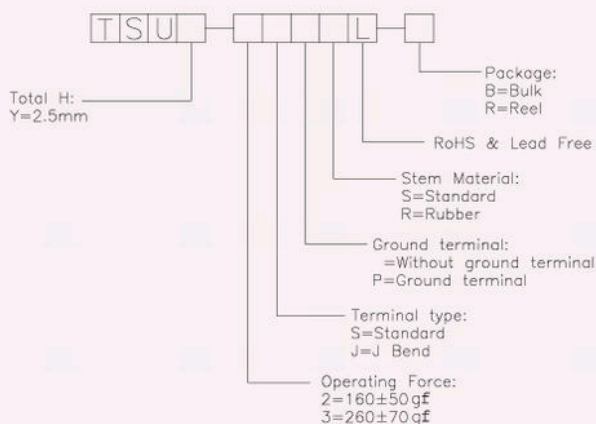 TSU - L -
Package:
B=Bulk
R=Reel
Total H:
Y=2.5mm
RoHS & Lead Free
Stem Material:
S=Standard
R=Rubber
Ground terminal:
=Without ground terminal
P=Ground terminal
Terminal type:
S=Standard
J=J Bend
Operating Force:
2=160±50gf
3=260±70gf